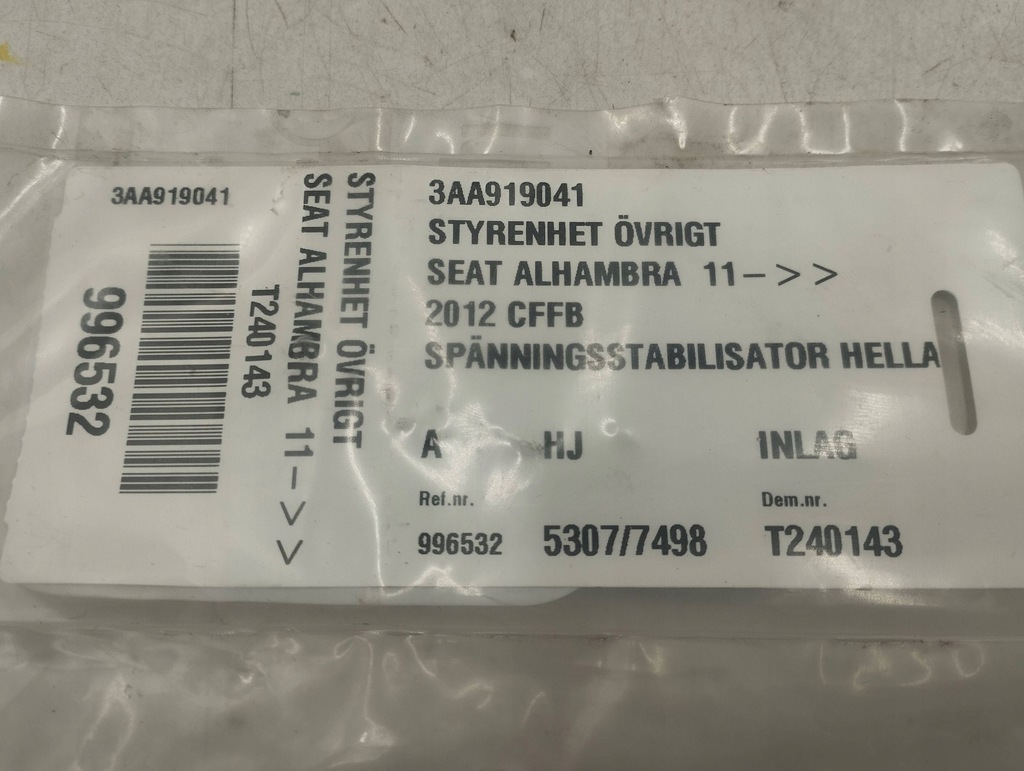 3AA919041
996532
T240143
SEAT ALHAMBRA 11->>
STYRENHET ÖVRIGT
3AA919041
STYRENHET ÖVRIGT
SEAT ALHAMBRA 11->>
2012 CFFB
SPÄNNINGSSTABILISATOR HELLA
A HJ INLAG
Ref.nr. Dem.nr.
996532 5307/7498 T240143